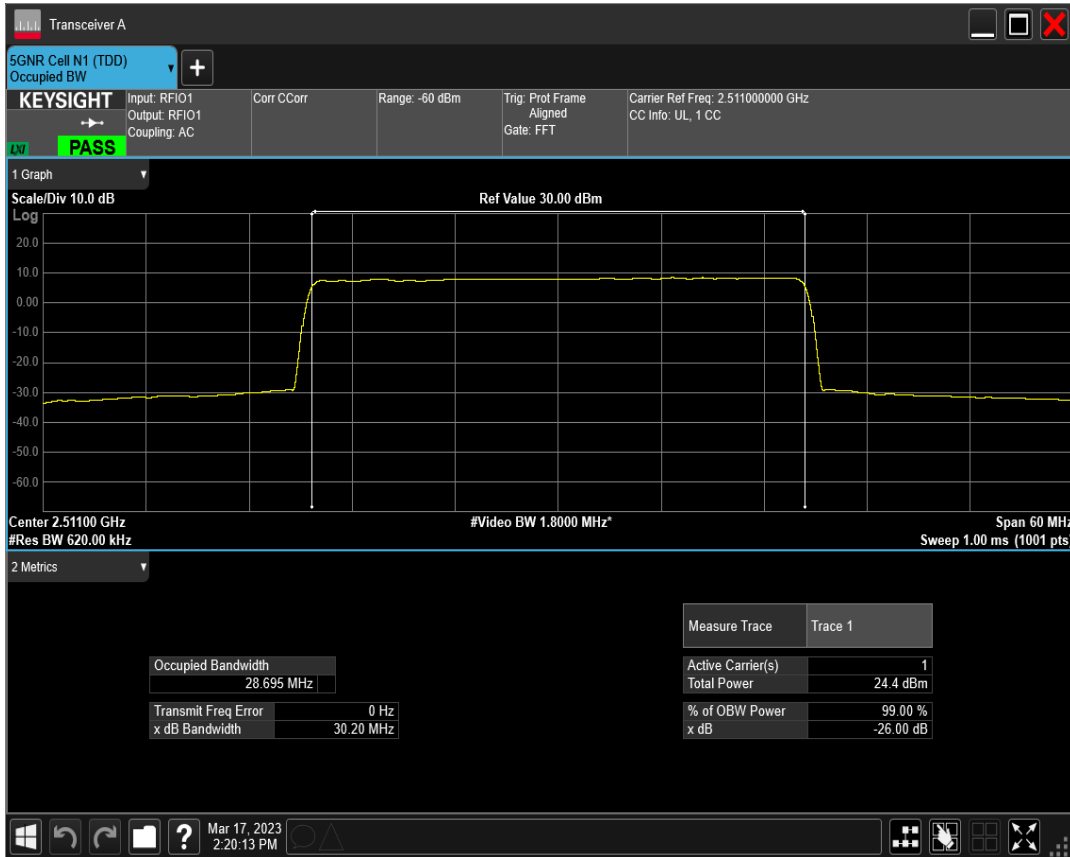 Transceiver A
5GNR Cell N1 (TDD)
Occupied BW
+
KEYSIGHT
LXI
PASS
Input: RFIO1
Output: RFIO1
Coupling: AC
Corr CCorr
Range: -60 dBm
Trig: Prot Frame
Aligned
Gate: FFT
Carrier Ref Freq: 2.511000000 GHz
CC Info: UL, 1 CC
1 Graph
Scale/Div 10.0 dB
Ref Value 30.00 dBm
Log
20.0
10.0
0.00
-10.0
-20.0
-30.0
-40.0
-50.0
-60.0
Center 2.51100 GHz
#Video BW 1.8000 MHz*
Span 60 MHz
#Res BW 620.00 kHz
Sweep 1.00 ms (1001 pts)
2 Metrics
Measure Trace Trace 1
Occupied Bandwidth
28.695 MHz
Active Carrier(s) 1
Total Power 24.4 dBm
Transmit Freq Error 0 Hz
x dB Bandwidth 30.20 MHz
% of OBW Power 99.00 %
x dB -26.00 dB
?
Mar 17, 2023
2:20:13 PM